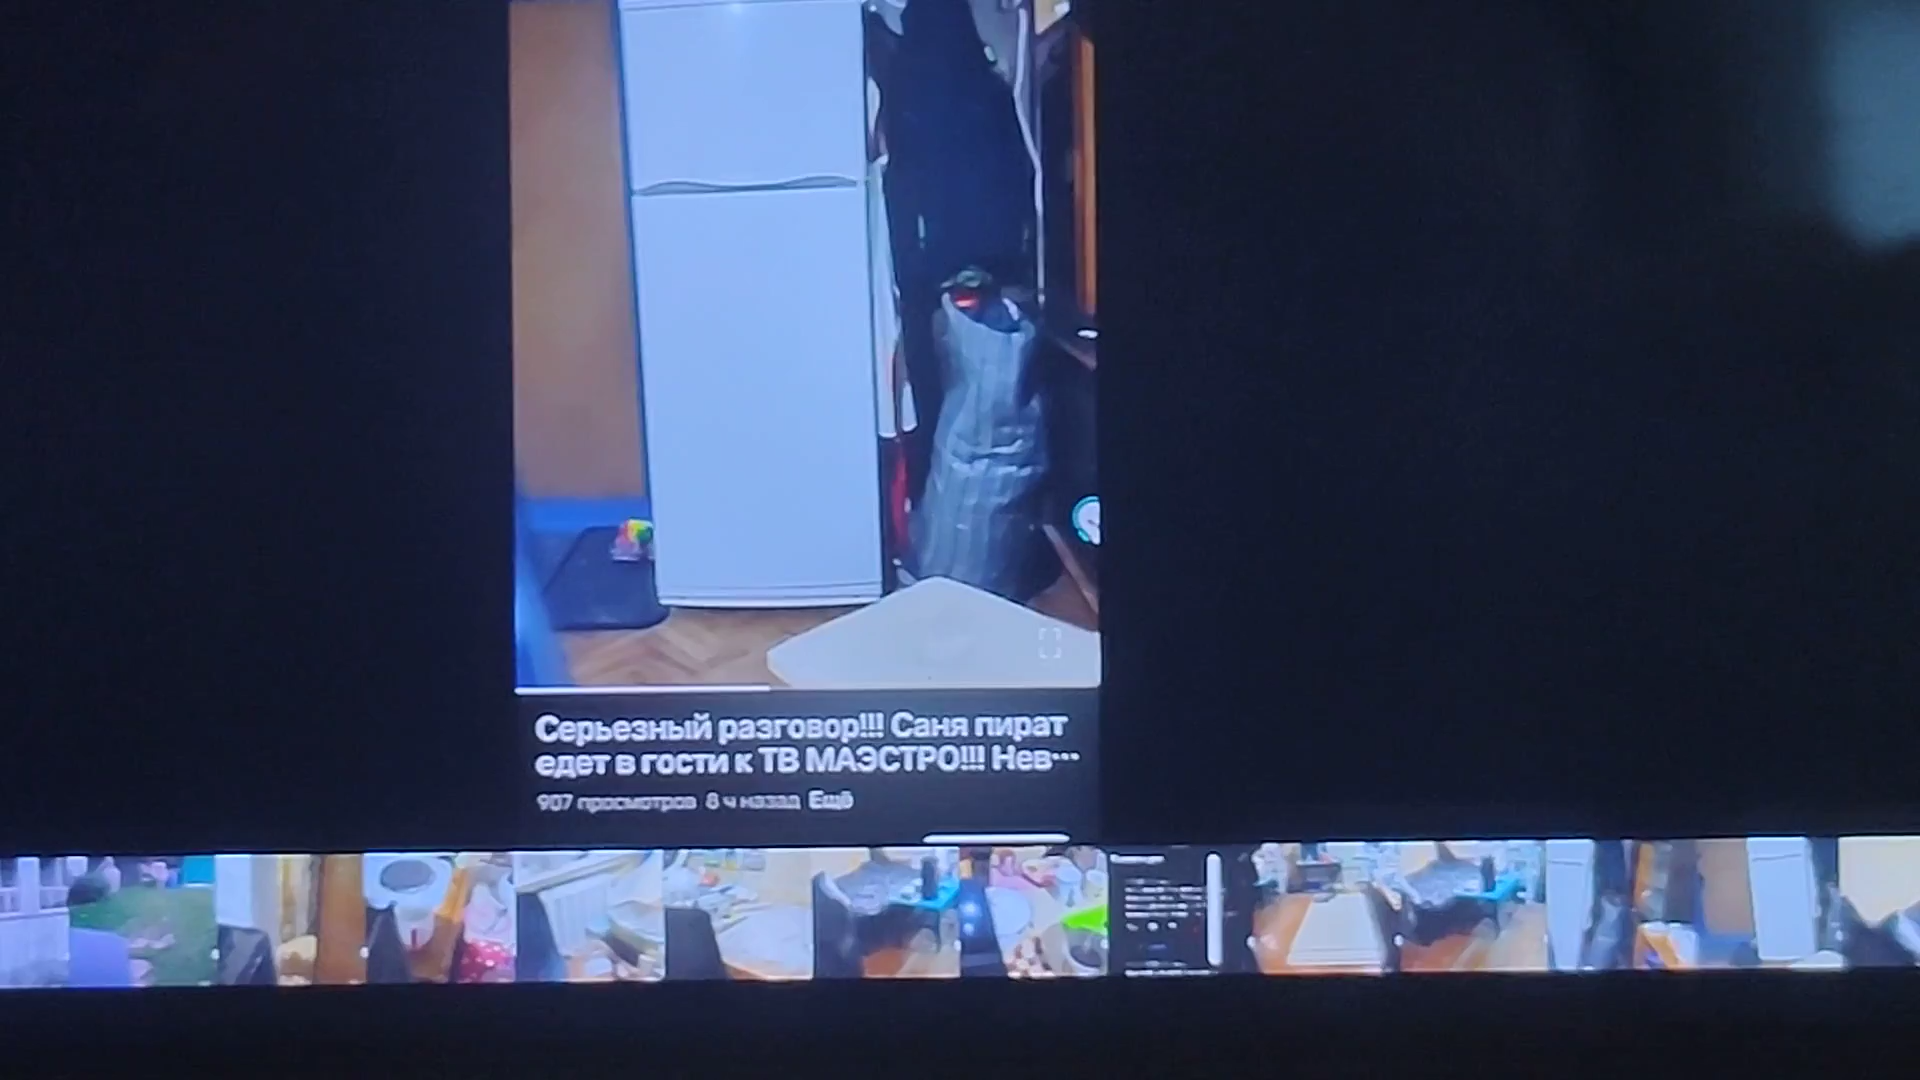 Серьезный разговор!!! Саня пират
едет в гости к ТВ МАЭСТРО!!! Нев...
907 просмотров 8 ч назад Ещё